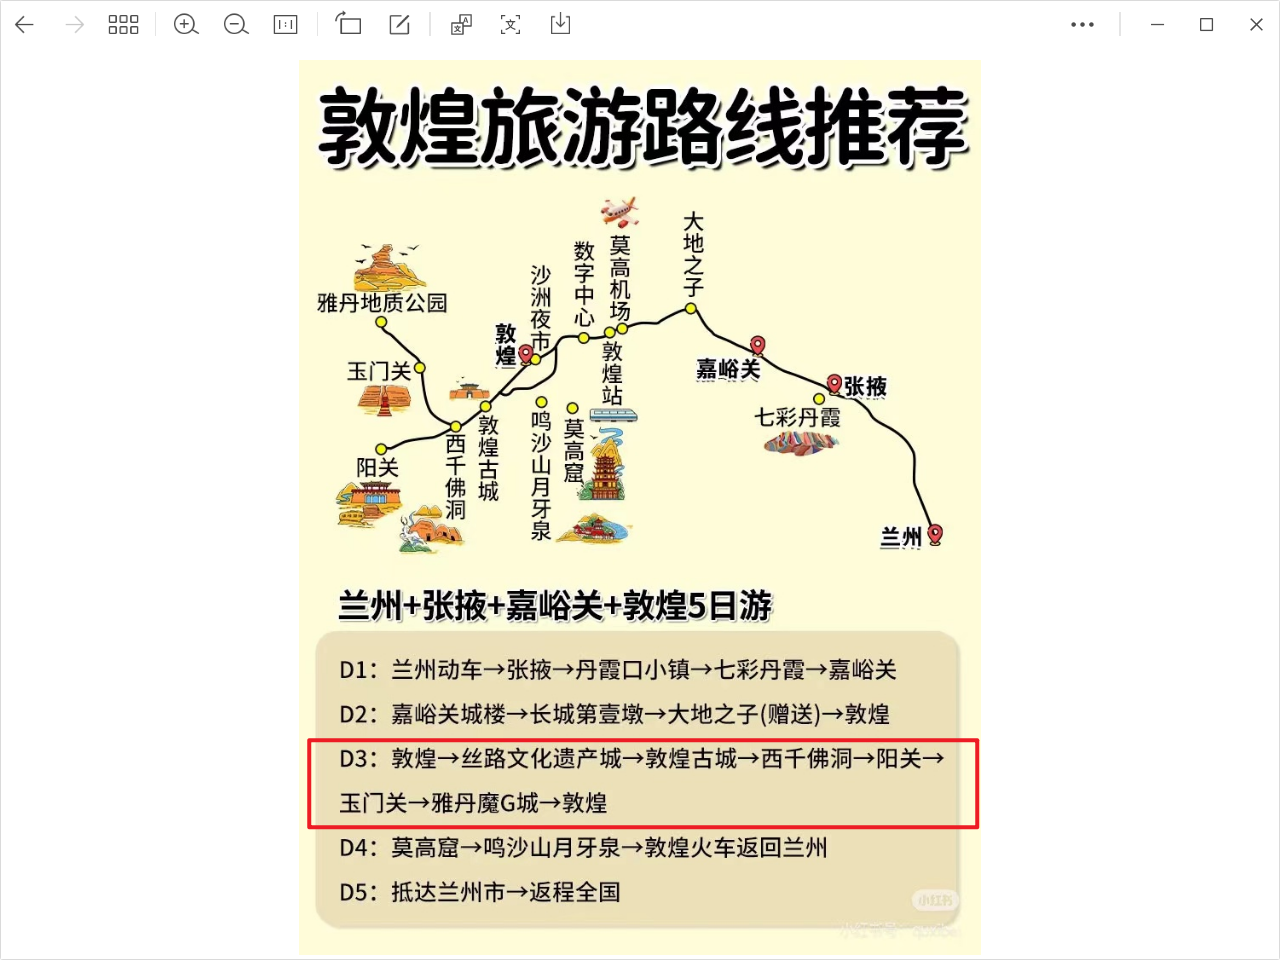 敦煌旅游路线推荐
大地之子
莫高机场
数字中心
沙洲夜市
雅丹地质公园
敦煌
敦煌站
玉门关
嘉峪关
张掖
七彩丹霞
敦煌古城
鸣沙山月牙泉
莫高窟
西千佛洞
阳关
兰州
兰州+张掖+嘉峪关+敦煌5日游
D1：兰州动车→张掖→丹霞口小镇→七彩丹霞→嘉峪关
D2：嘉峪关城楼→长城第壹墩→大地之子(赠送)→敦煌
D3：敦煌→丝路文化遗产城→敦煌古城→西千佛洞→阳关→
玉门关→雅丹魔G城→敦煌
D4：莫高窟→鸣沙山月牙泉→敦煌火车返回兰州
D5：抵达兰州市→返程全国
小红书